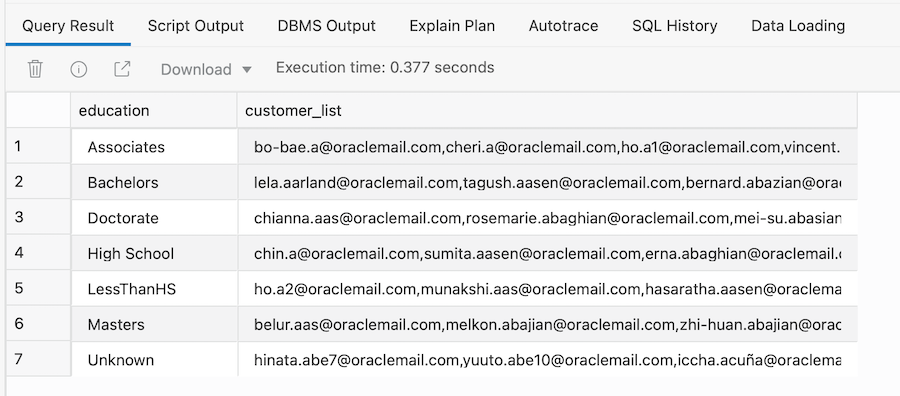 Query Result Script Output DBMS Output Explain Plan Autotrace SQL History Data Loading
Download Execution time: 0.377 seconds
education customer_list
1 Associates bo-bae.a@oraclemail.com,cheri.a@oraclemail.com,ho.a1@oraclemail.com,vincent.
2 Bachelors lela.aarland@oraclemail.com,tagush.aasen@oraclemail.com,bernard.abazian@ora
3 Doctorate chianna.aas@oraclemail.com,rosemarie.abaghian@oraclemail.com,mei-su.abasian
4 High School chin.a@oraclemail.com,sumita.aasen@oraclemail.com,erna.abaghian@oraclemail.
5 LessThanHS ho.a2@oraclemail.com,munakshi.aas@oraclemail.com,hasaratha.aasen@oraclema
6 Masters belur.aas@oraclemail.com,melkon.abajian@oraclemail.com,zhi-huan.abajian@orac
7 Unknown hinata.abe7@oraclemail.com,yuuto.abe10@oraclemail.com,iccha.acuña@oraclema